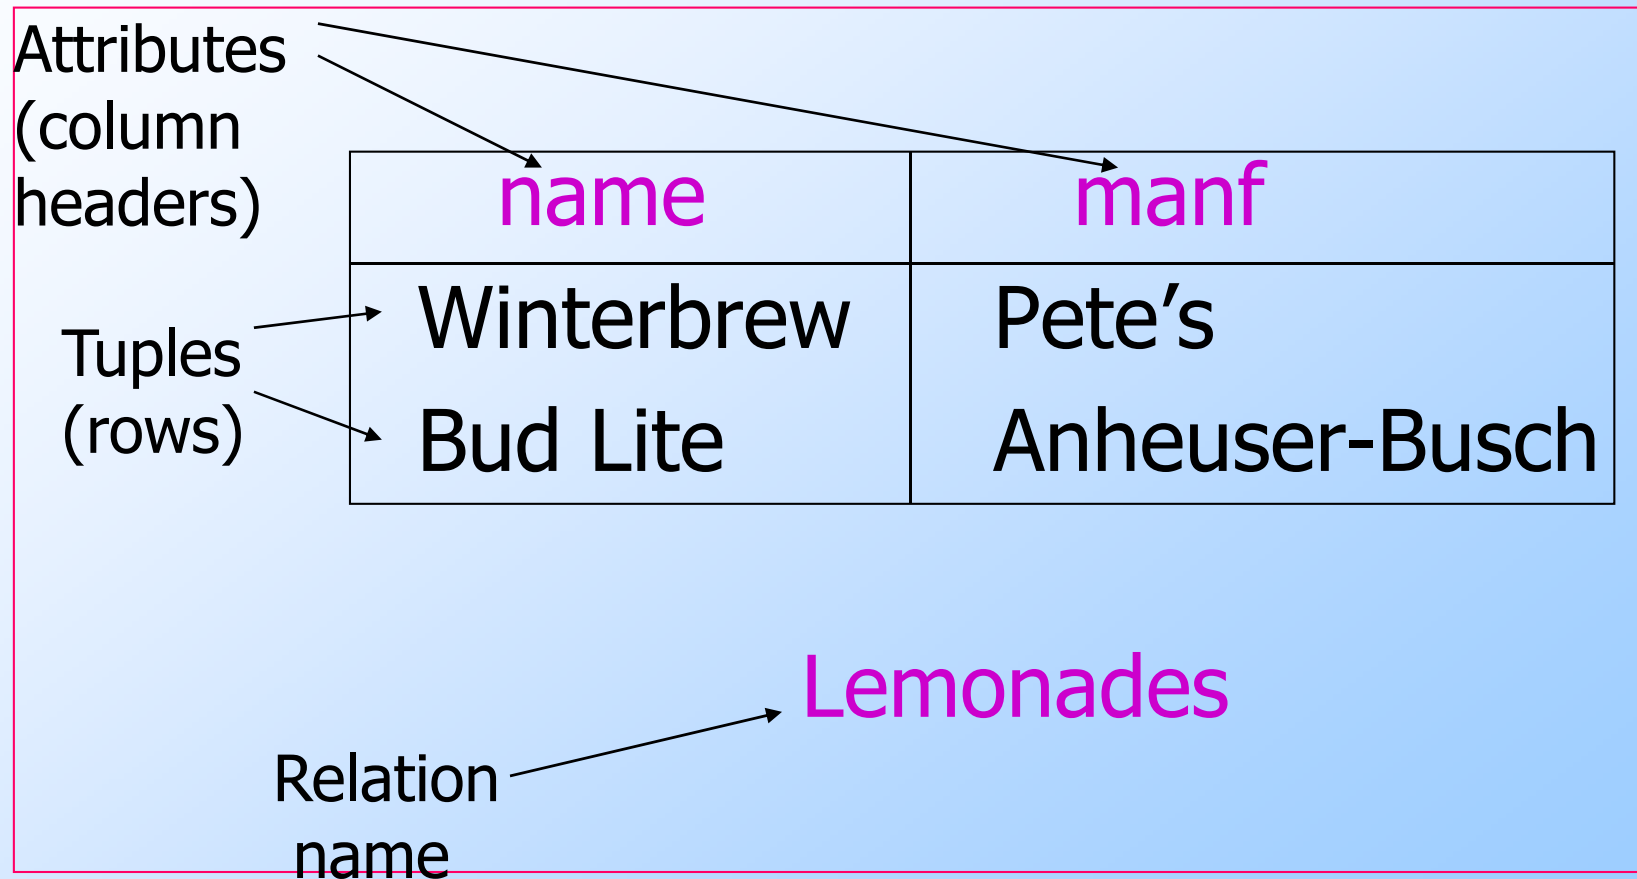 Attributes
(column
headers)
name manf
Winterbrew Pete’s
Tuples
(rows)
Bud Lite Anheuser-Busch
Lemonades
Relation
name